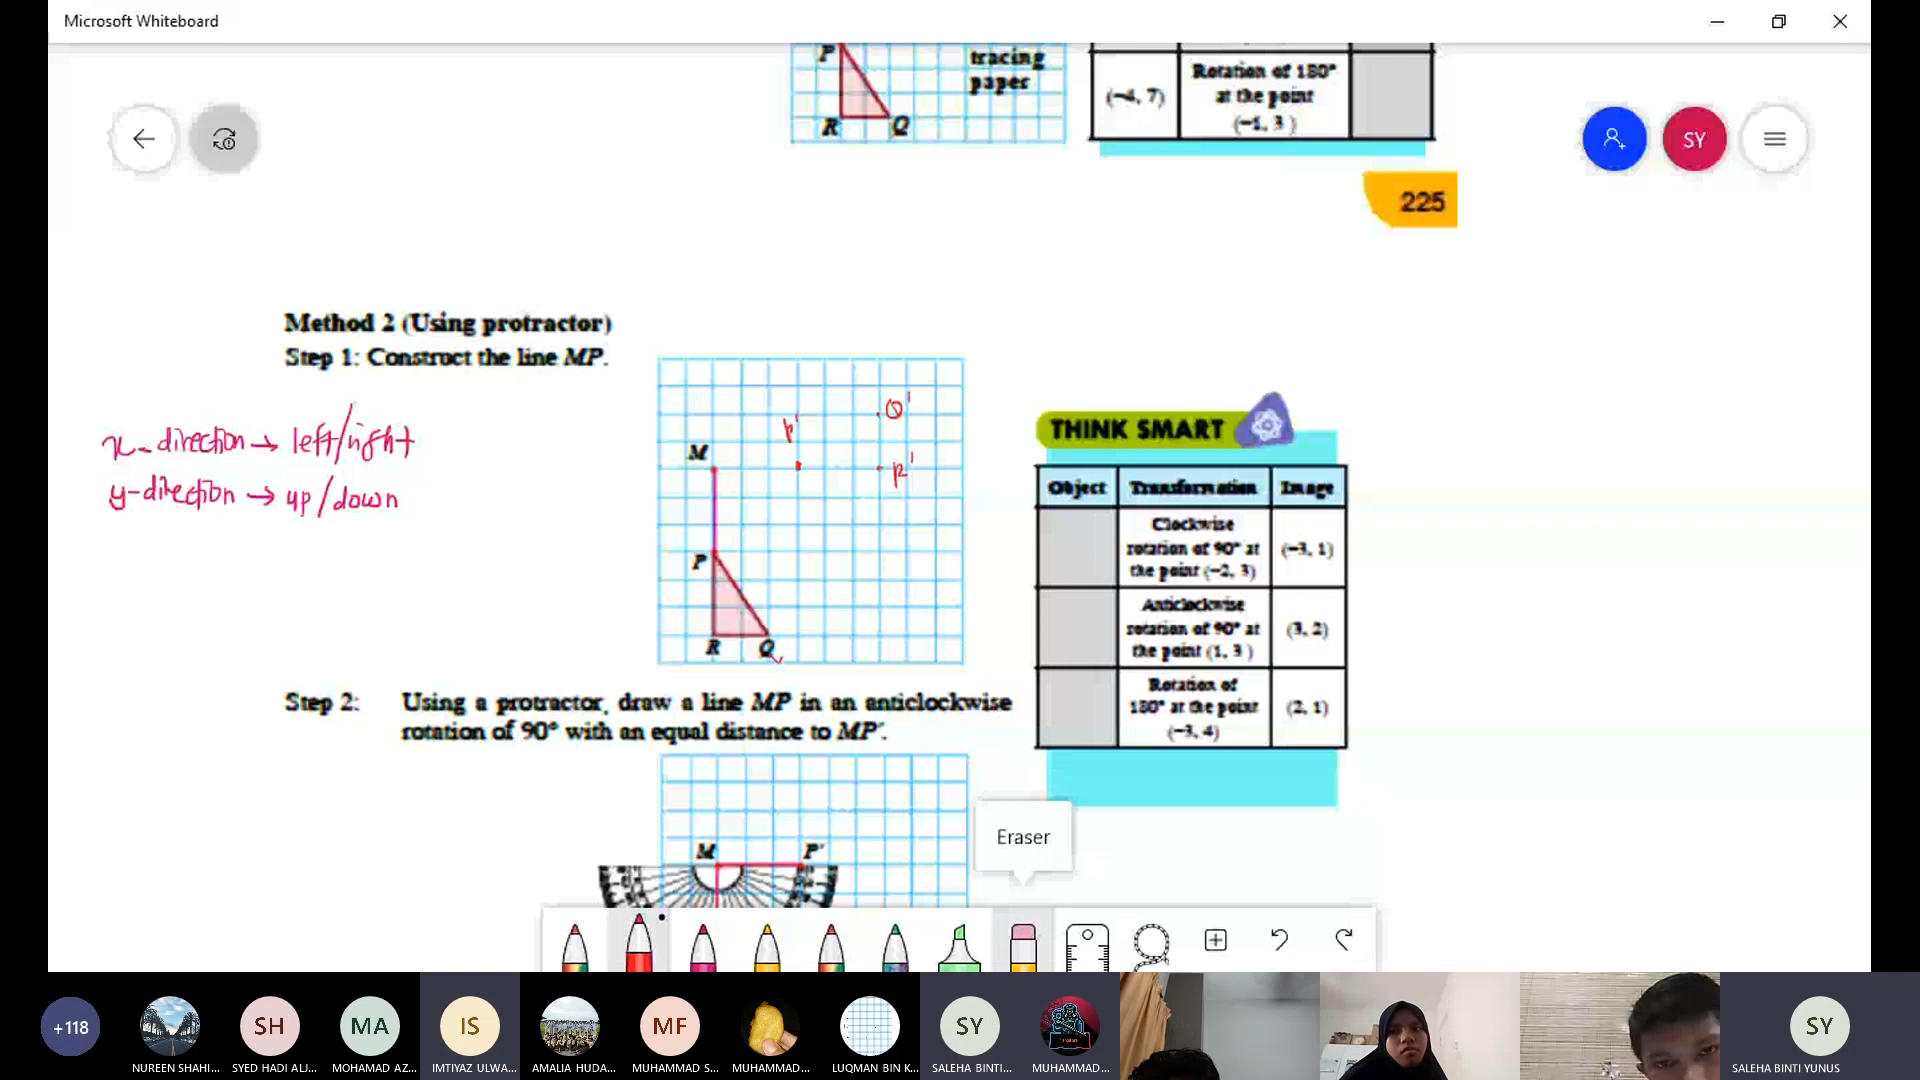 Microsoft Whiteboard
P
R
Q
tracing
paper
(−4, 7)
Rotation of 180°
at the point
(−1, 3 )
SY
225
Method 2 (Using protractor)
Step 1: Construct the line MP.
x-direction → left/right
y-direction → up/down
P'
Q'
R'
M
P
R
Q
THINK SMART
Object Transformation Image
Clockwise
rotation of 90° at
the point (−2, 3)
(−3, 1)
Anticlockwise
rotation of 90° at
the point (1, 3 )
(3, 2)
Rotation of
180° at the point
(−3, 4)
(2, 1)
Step 2: Using a protractor, draw a line MP in an anticlockwise
rotation of 90° with an equal distance to MP'.
M P'
Eraser
+118
SH
MA
IS
MF
SY
SY
NUREEN SHAHI...
SYED HADI ALJ...
MOHAMAD AZ...
IMTIYAZ ULWA...
AMALIA HUDA...
MUHAMMAD S...
MUHAMMAD...
LUQMAN BIN K...
SALEHA BINTI...
MUHAMMAD...
SALEHA BINTI YUNUS